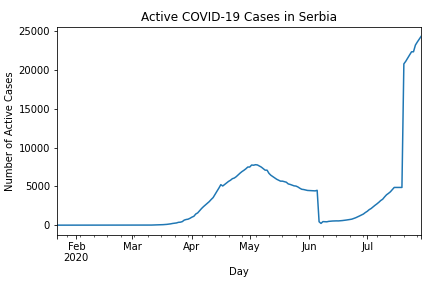 Active COVID-19 Cases in Serbia
Number of Active Cases
25000
20000
15000
10000
5000
0
Feb Mar Apr May Jun Jul
2020
Day